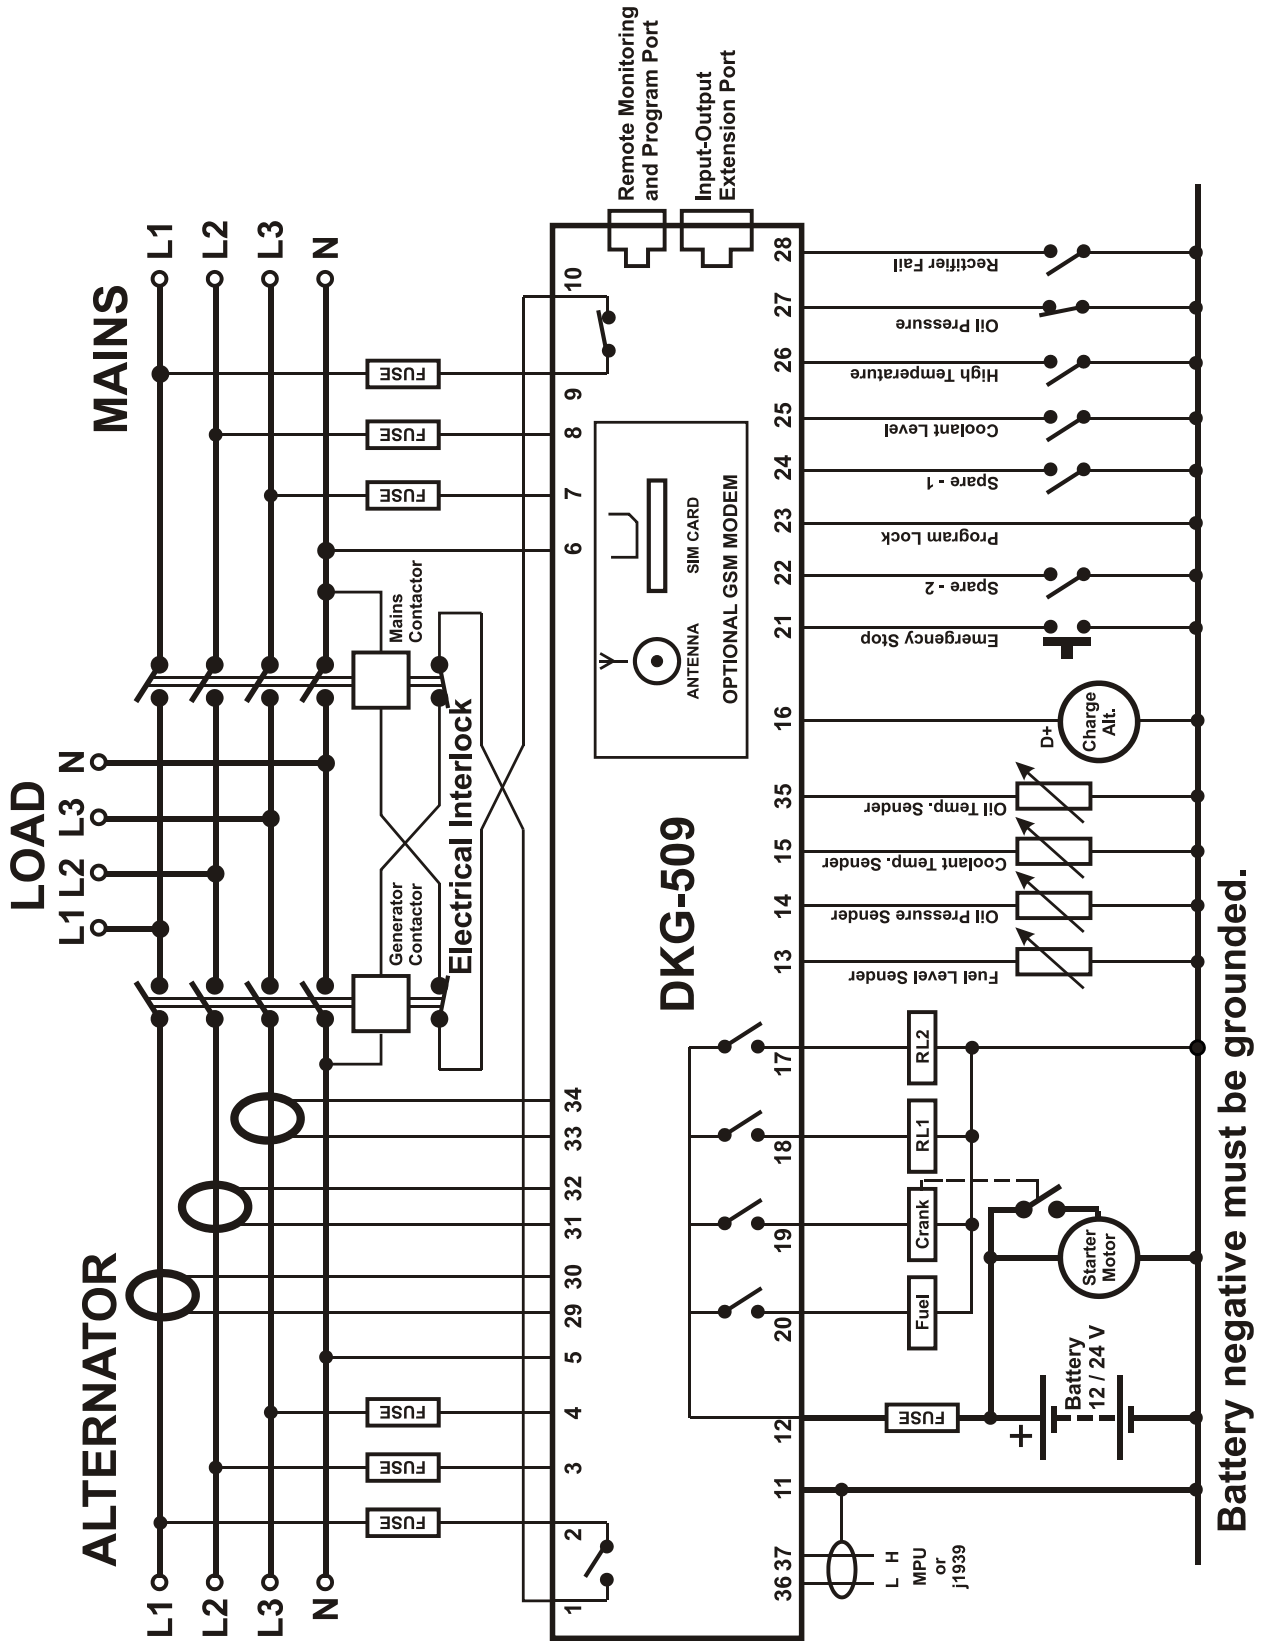 ALTERNATOR
LOAD
MAINS
L1
L2
L3
N
L1
L2
L3
N
L1
L2
L3
N
FUSE
FUSE
FUSE
Generator
Contactor
Mains
Contactor
Electrical Interlock
FUSE
FUSE
FUSE
1
2
3
4
5
29
30
31
32
33
34
6
7
8
9
10
Remote Monitoring
and Program Port
Input-Output
Extension Port
DKG-509
ANTENNA
SIM CARD
OPTIONAL GSM MODEM
36
37
11
12
20
19
18
17
13
14
15
35
16
21
22
23
24
25
26
27
28
L
H
MPU
or
j1939
FUSE
Fuel
Crank
RL1
RL2
Fuel Level Sender
Oil Pressure Sender
Coolant Temp. Sender
Oil Temp. Sender
D+
Charge
Alt.
Emergency Stop
Spare - 2
Program Lock
Spare - 1
Coolant Level
High Temperature
Oil Pressure
Rectifier Fail
+
Battery
12 / 24 V
Starter
Motor
Battery negative must be grounded.